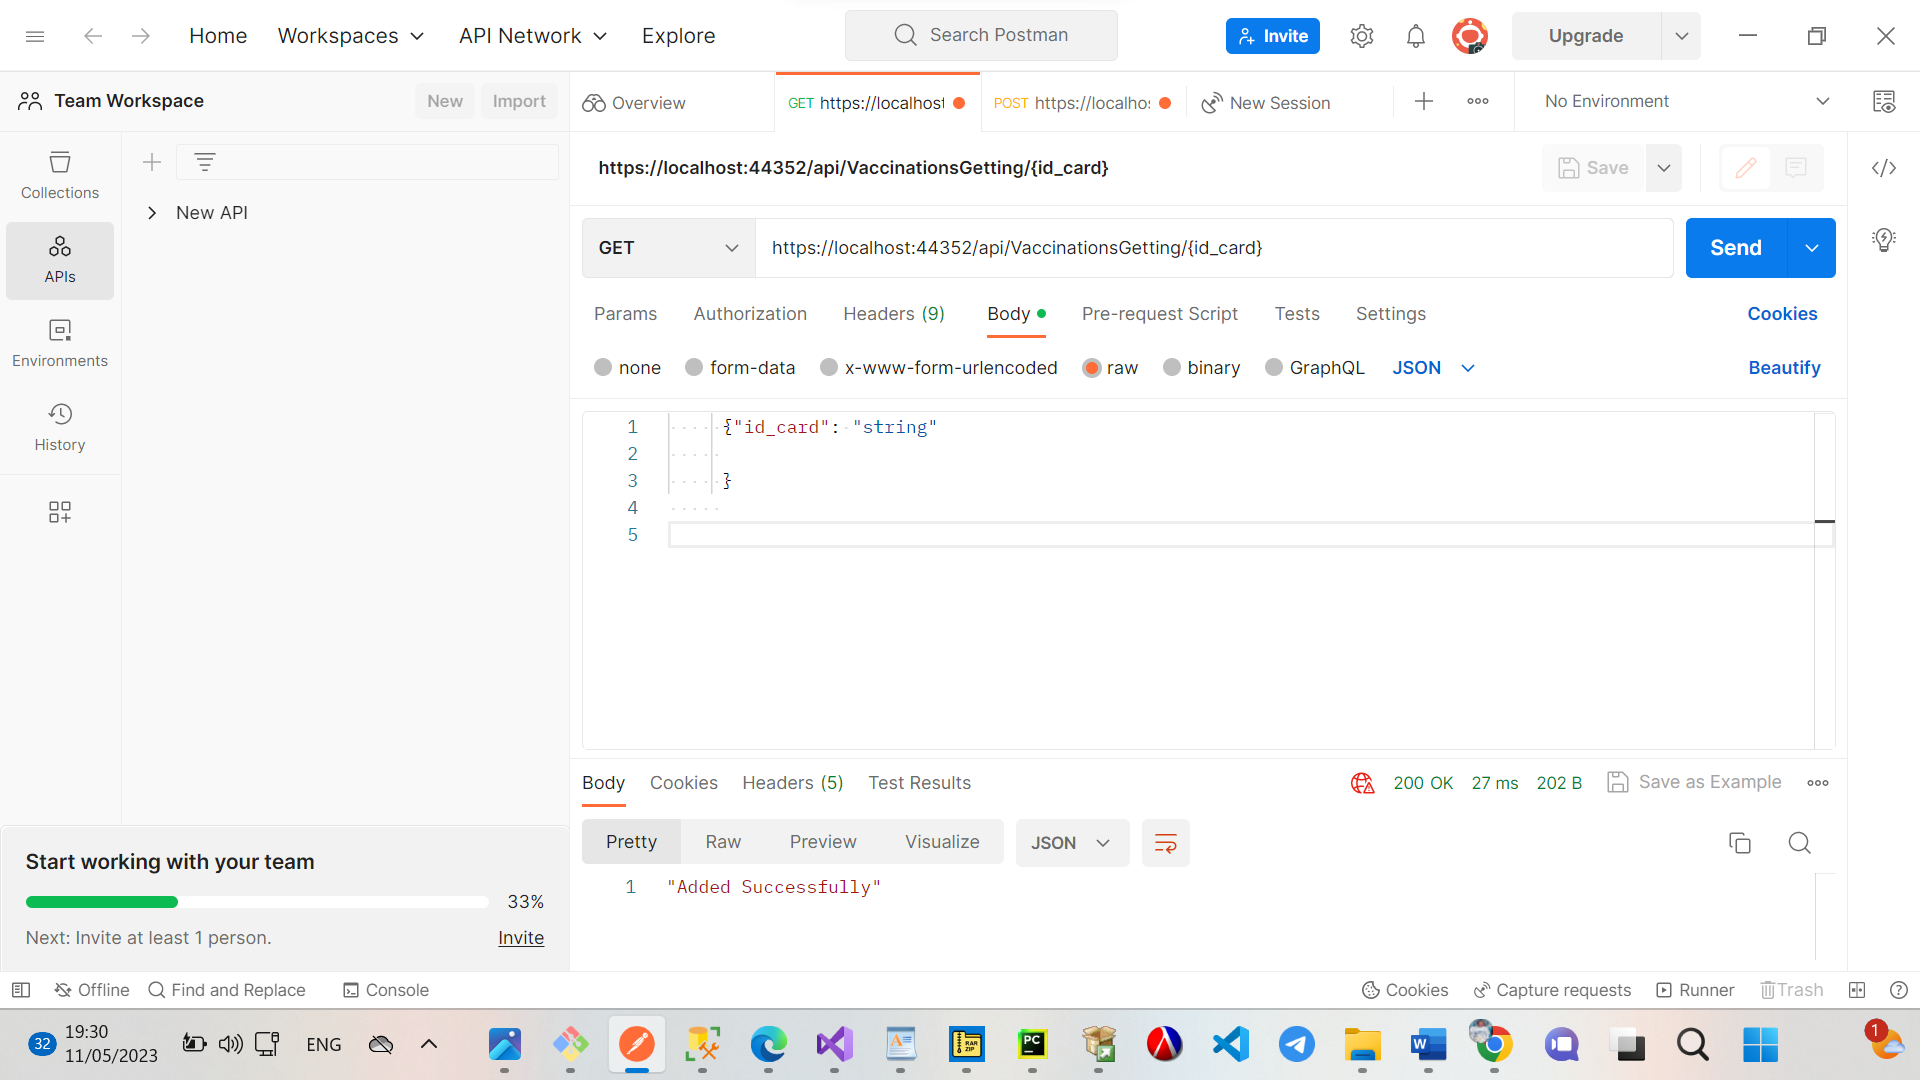 Home
Workspaces
API Network
Explore
Search Postman
Invite
Upgrade
Team Workspace
New
Import
Overview
GET https://localhost
POST https://localhos
New Session
No Environment
Collections
APIs
Environments
History
New API
https://localhost:44352/api/VaccinationsGetting/{id_card}
Save
GET
https://localhost:44352/api/VaccinationsGetting/{id_card}
Send
Params
Authorization
Headers (9)
Body
Pre-request Script
Tests
Settings
Cookies
none
form-data
x-www-form-urlencoded
raw
binary
GraphQL
JSON
Beautify
1 {"id_card": "string"
2
3 }
4
5
Body
Cookies
Headers (5)
Test Results
200 OK
27 ms
202 B
Save as Example
Pretty
Raw
Preview
Visualize
JSON
1 "Added Successfully"
Start working with your team
33%
Next: Invite at least 1 person.
Invite
Offline
Find and Replace
Console
Cookies
Capture requests
Runner
Trash
32
19:30
11/05/2023
ENG
RAR
ZIP
PC
W
1